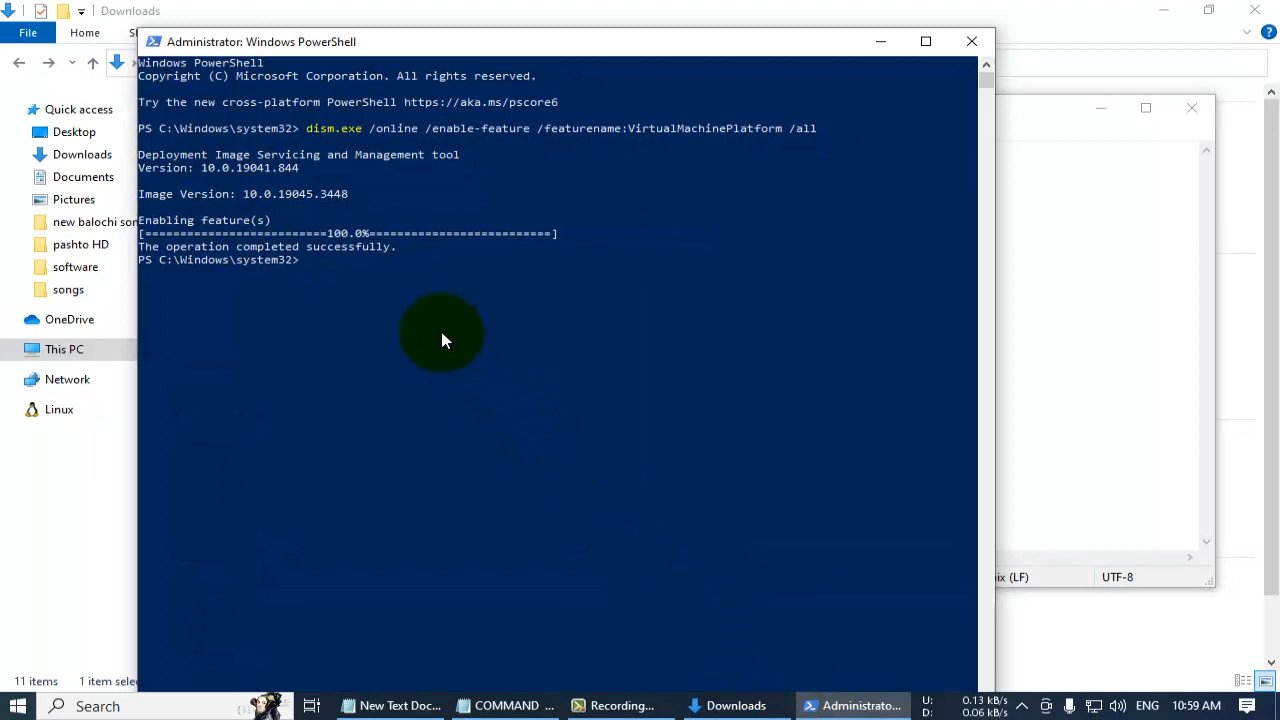 Downloads
File
Home
Administrator: Windows PowerShell
Windows PowerShell
Copyright (C) Microsoft Corporation. All rights reserved.
Try the new cross-platform PowerShell https://aka.ms/pscore6
PS C:\Windows\system32> dism.exe /online /enable-feature /featurename:VirtualMachinePlatform /all
Deployment Image Servicing and Management tool
Version: 10.0.19041.844
Image Version: 10.0.19045.3448
Enabling feature(s)
[==========================100.0%==========================]
The operation completed successfully.
PS C:\Windows\system32>
Quick access
Desktop
Downloads
Documents
Pictures
new balochi son
pashto HD
software
songs
OneDrive
This PC
Network
Linux
ix (LF)
UTF-8
11 items
1 item selec
Search
New Text Doc...
COMMAND ...
Recording...
Downloads
Administrato...
U: 0.13 kB/s
D: 0.06 kB/s
ENG
10:59 AM